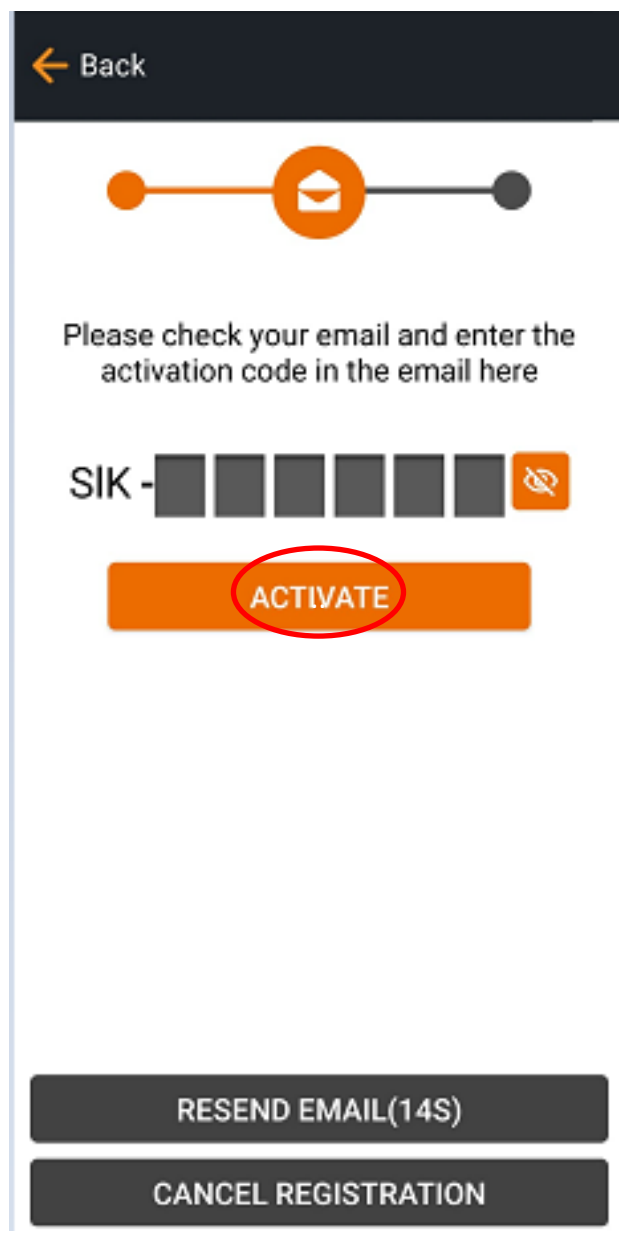 Back
Please check your email and enter the
activation code in the email here
SIK -
ACTIVATE
RESEND EMAIL(14S)
CANCEL REGISTRATION